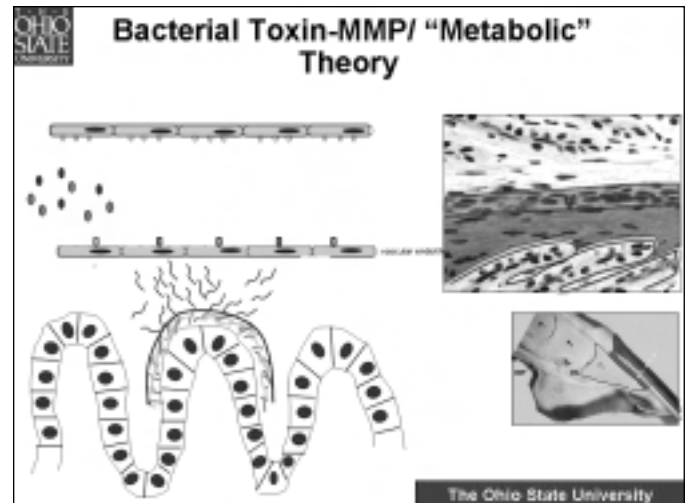 T · H · E
OHIO
STATE
UNIVERSITY
Bacterial Toxin-MMP/ “Metabolic”
Theory
The Ohio State University